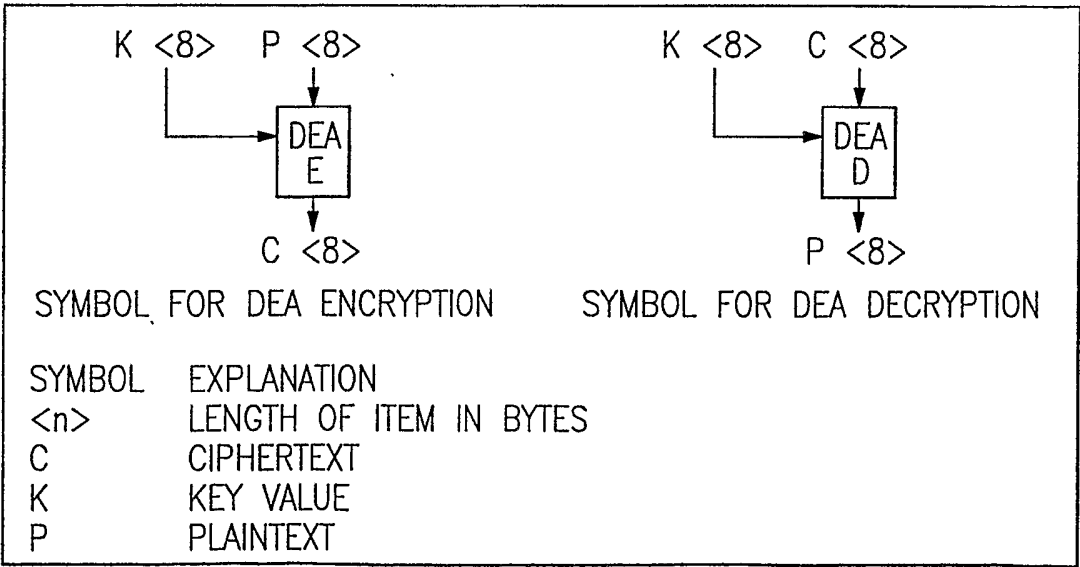 K <8> P <8> K <8> C <8>
DEA DEA
E D
C <8> P <8>
SYMBOL FOR DEA ENCRYPTION SYMBOL FOR DEA DECRYPTION
SYMBOL EXPLANATION
<n> LENGTH OF ITEM IN BYTES
C CIPHERTEXT
K KEY VALUE
P PLAINTEXT